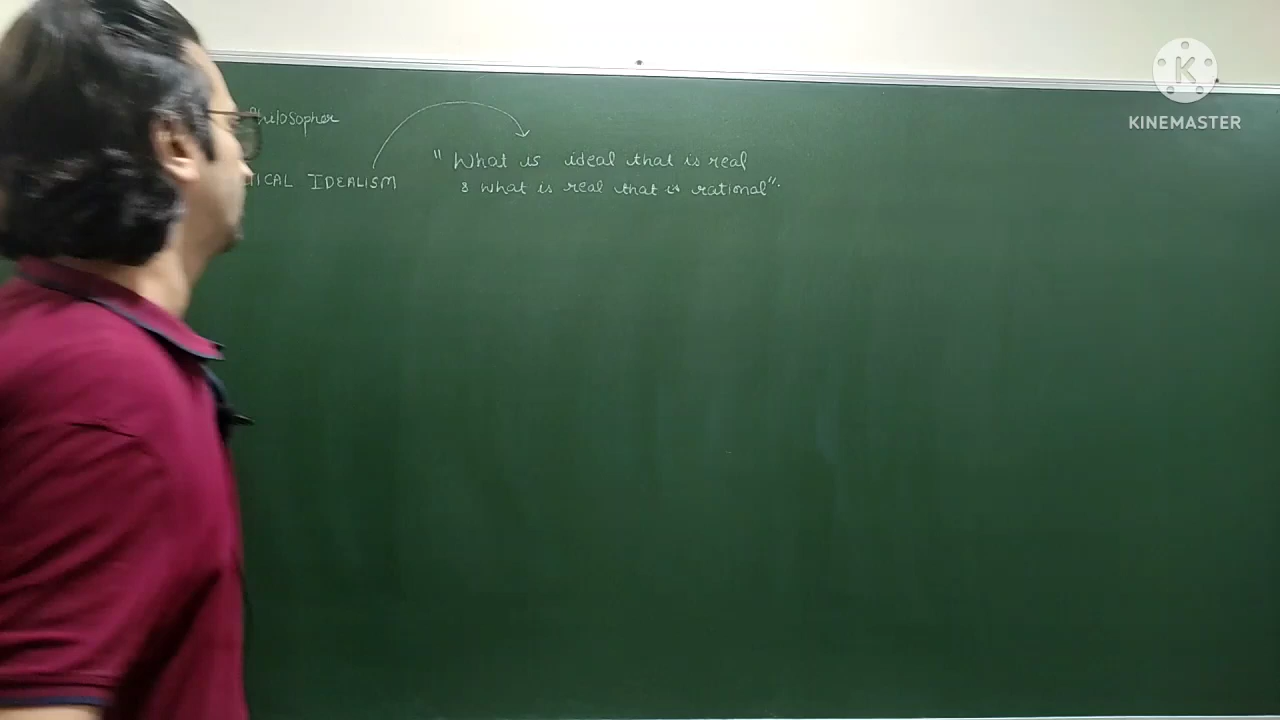 Philosopher
TICAL IDEALISM
" What is ideal that is real
& what is real that is rational".
KINEMASTER